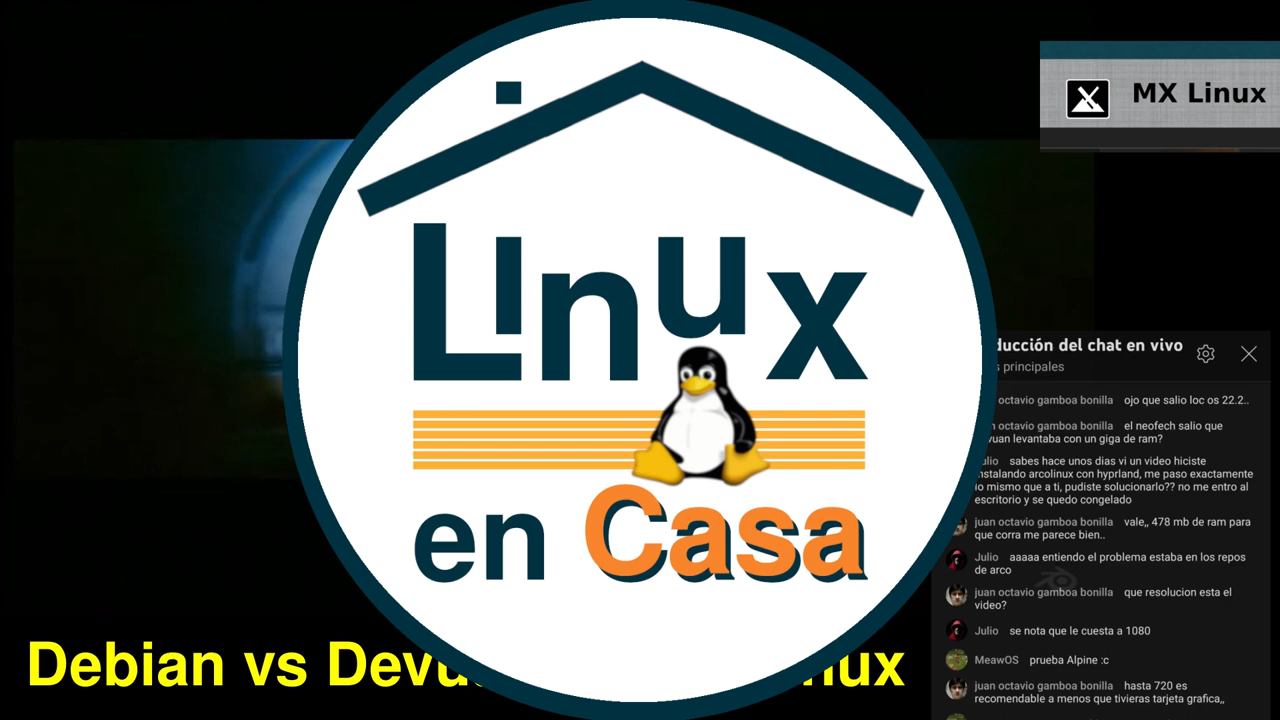 MX Linux
Linux
en Casa
ducción del chat en vivo
s principales
octavio gamboa bonilla ojo que salio loc os 22.2..
octavio gamboa bonilla el neofech salio que
vuan levantaba con un giga de ram?
ulio sabes hace unos dias vi un video hiciste
nstalando arcolinux con hyprland, me paso exactamente
lo mismo que a ti, pudiste solucionarlo?? no me entro al
escritorio y se quedo congelado
juan octavio gamboa bonilla vale,, 478 mb de ram para
que corra me parece bien..
Julio aaaaa entiendo el problema estaba en los repos
de arco
juan octavio gamboa bonilla que resolucion esta el
video?
Julio se nota que le cuesta a 1080
MeawOS prueba Alpine :c
juan octavio gamboa bonilla hasta 720 es
recomendable a menos que tivieras tarjeta grafica,,
Debian vs Devu nux